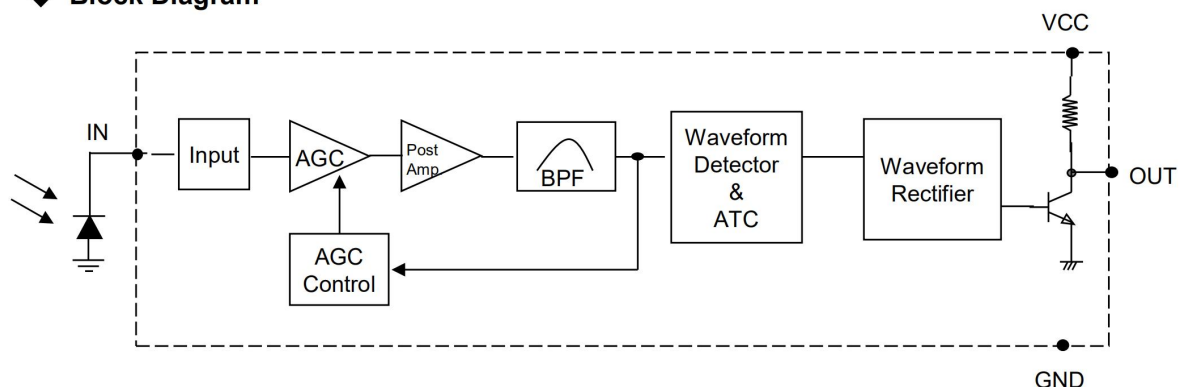 Block Diagram
VCC
IN
Input
AGC
Post
Amp
BPF
Waveform
Detector
&
ATC
Waveform
Rectifier
OUT
AGC
Control
GND